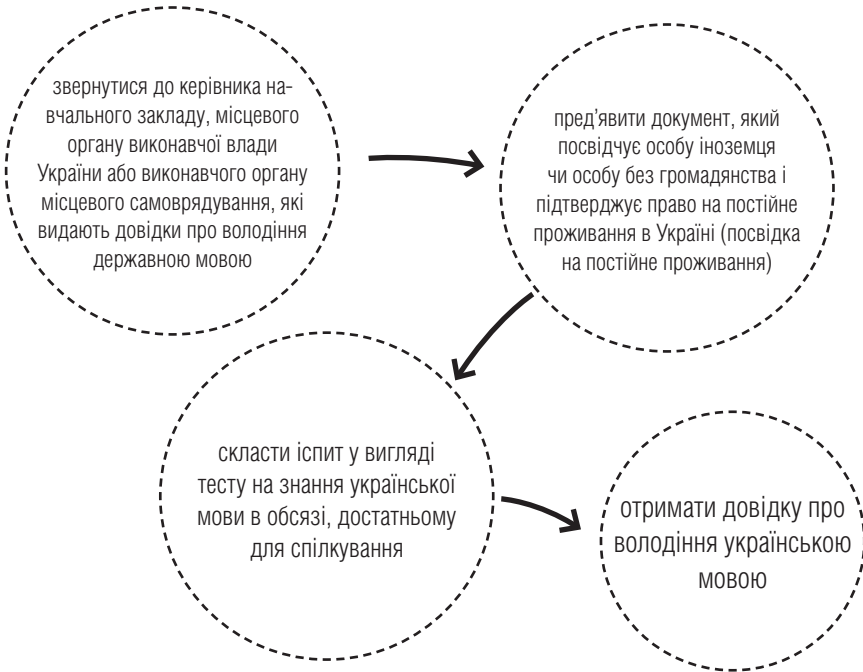 звернутися до керівника на-
вчального закладу, місцевого
органу виконавчої влади
України або виконавчого органу
місцевого самоврядування, які
видають довідки про володіння
державною мовою
пред’явити документ, який
посвідчує особу іноземця
чи особу без громадянства і
підтверджує право на постійне
проживання в Україні (посвідка
на постійне проживання)
скласти іспит у вигляді
тесту на знання української
мови в обсязі, достатньому
для спілкування
отримати довідку про
володіння українською
мовою